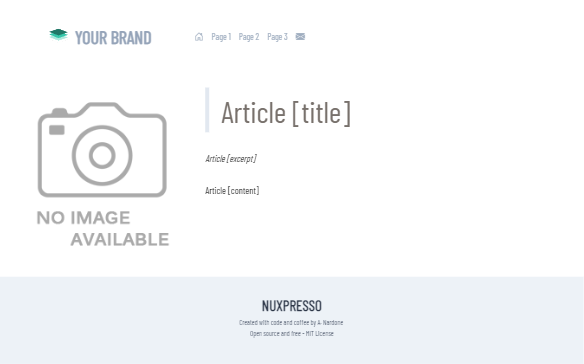 YOUR BRAND
Page 1 Page 2 Page 3
Article [title]
Article [excerpt]
Article [content]
NO IMAGE
AVAILABLE
NUXPRESSO
Created with code and coffee by A. Nardone
Open source and free - MIT License